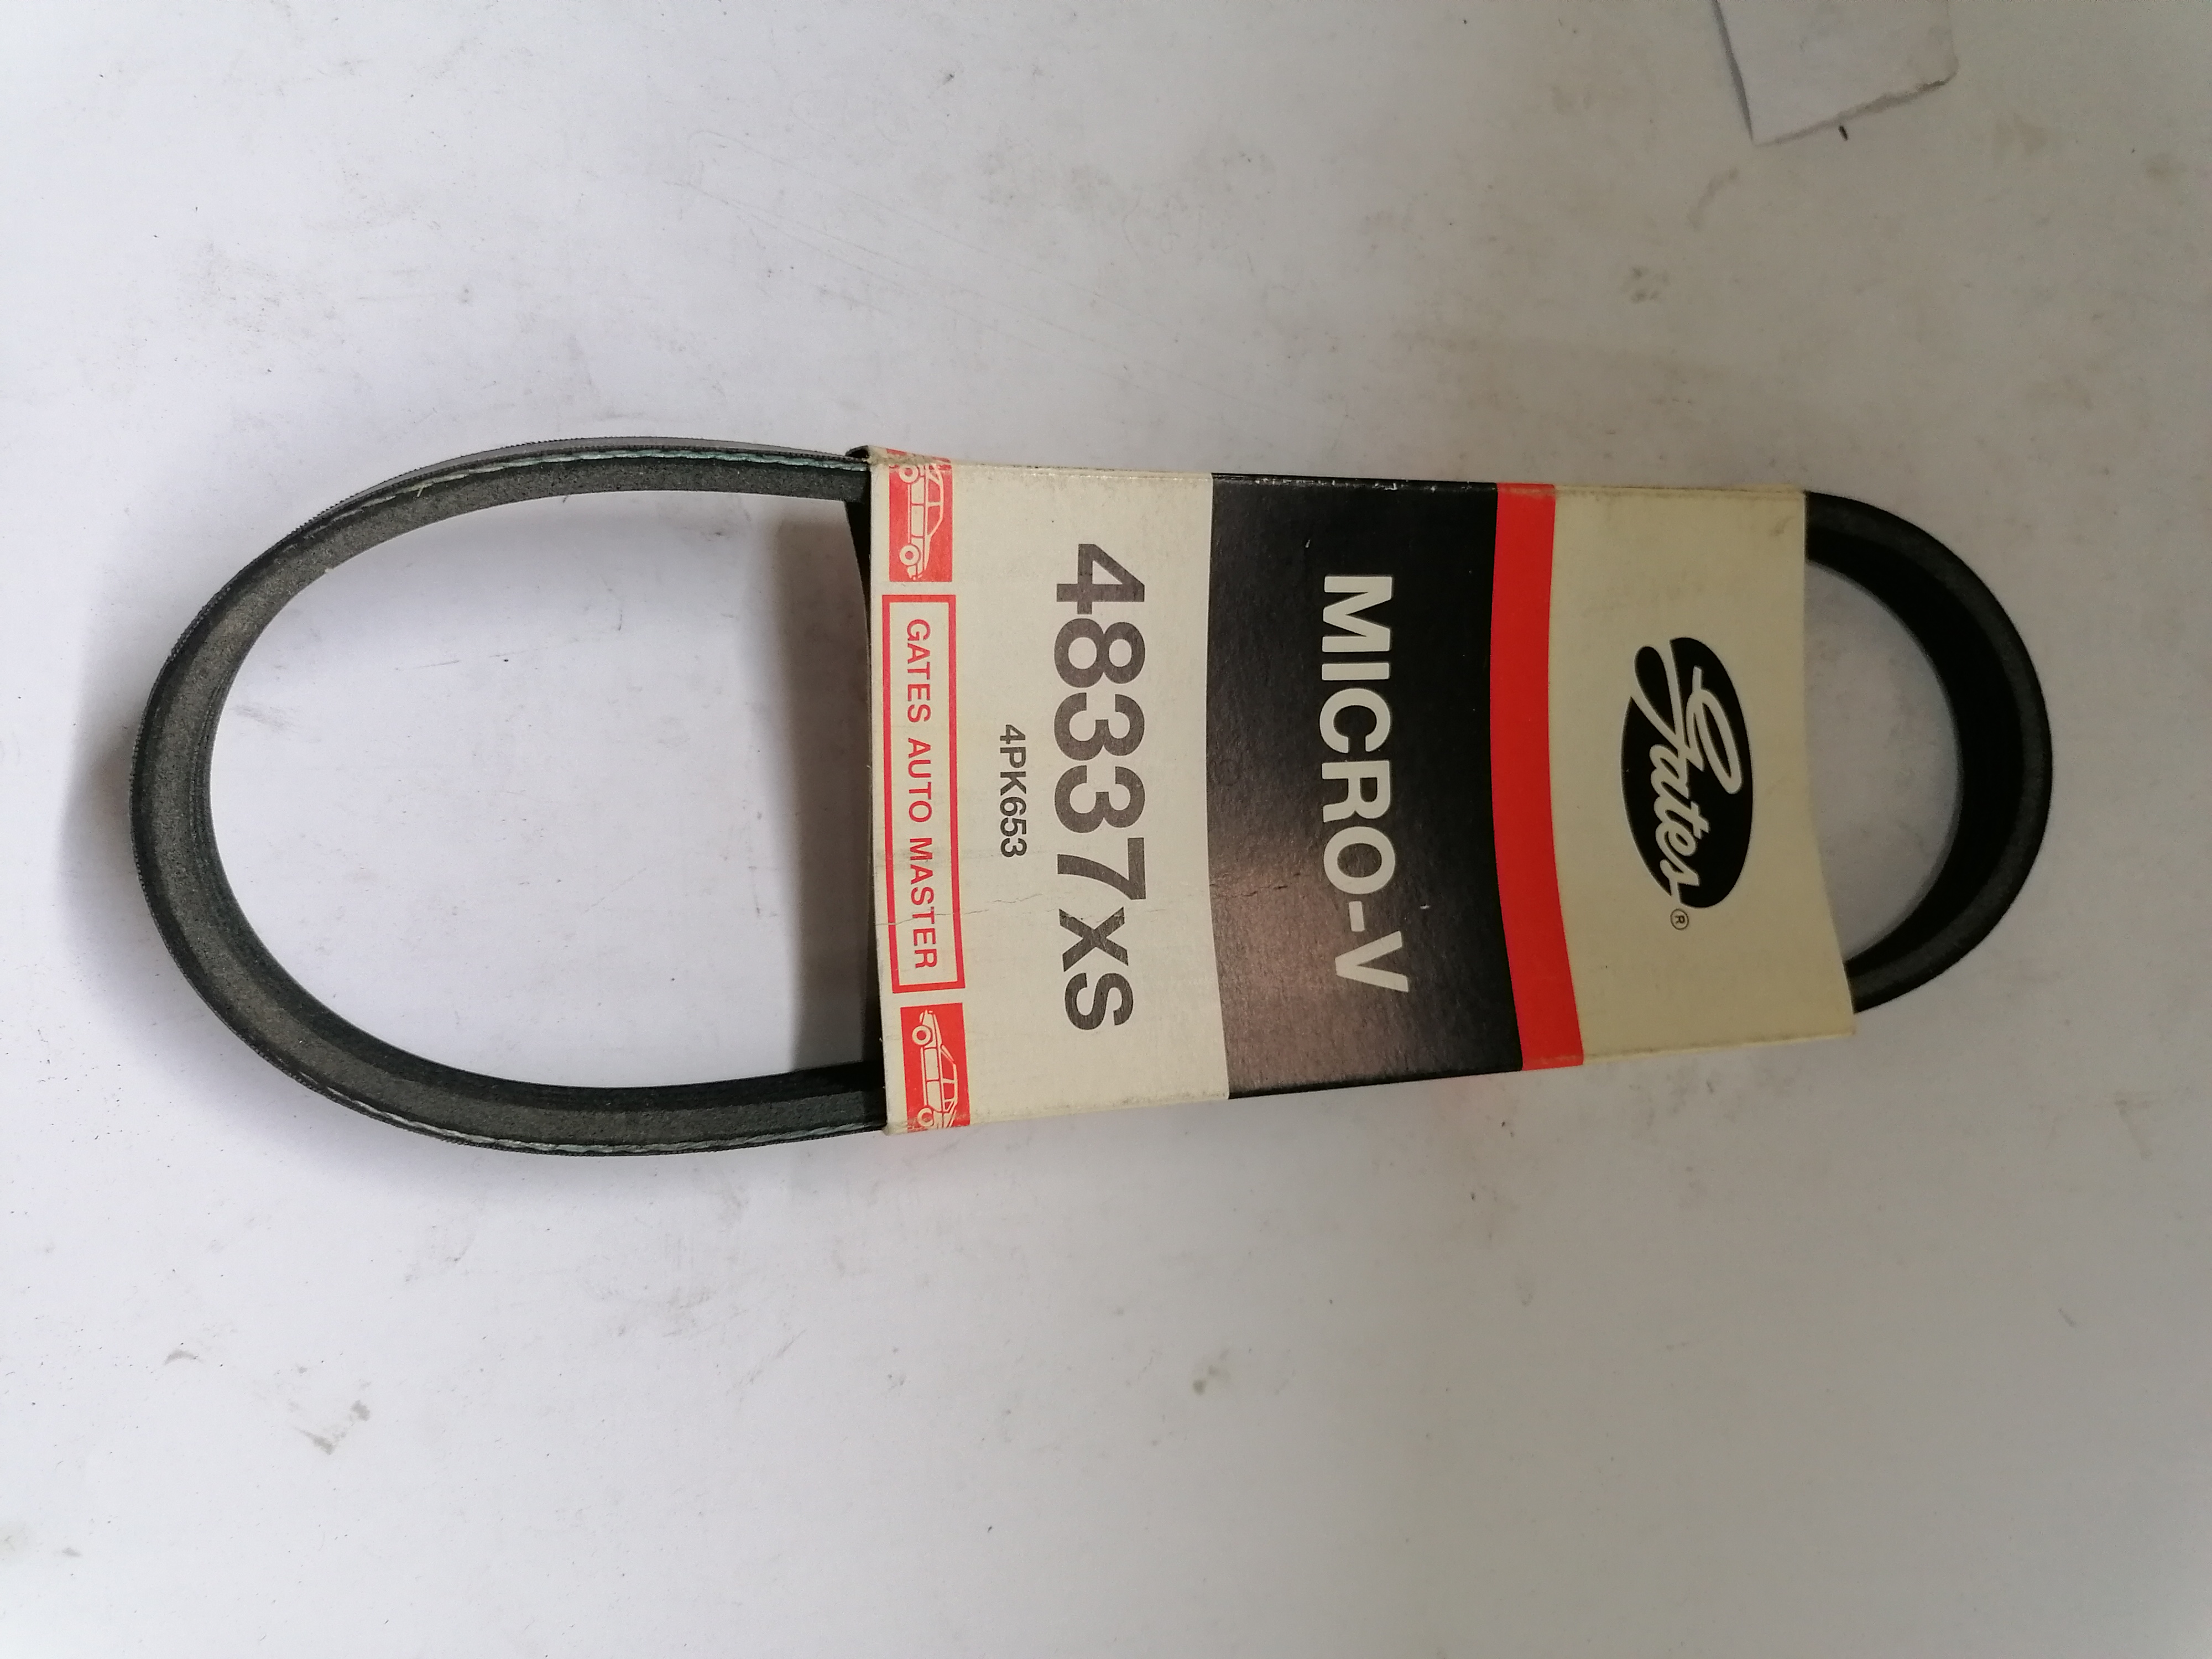 Gates®
MICRO-V
48337xS
4PK653
GATES AUTO MASTER